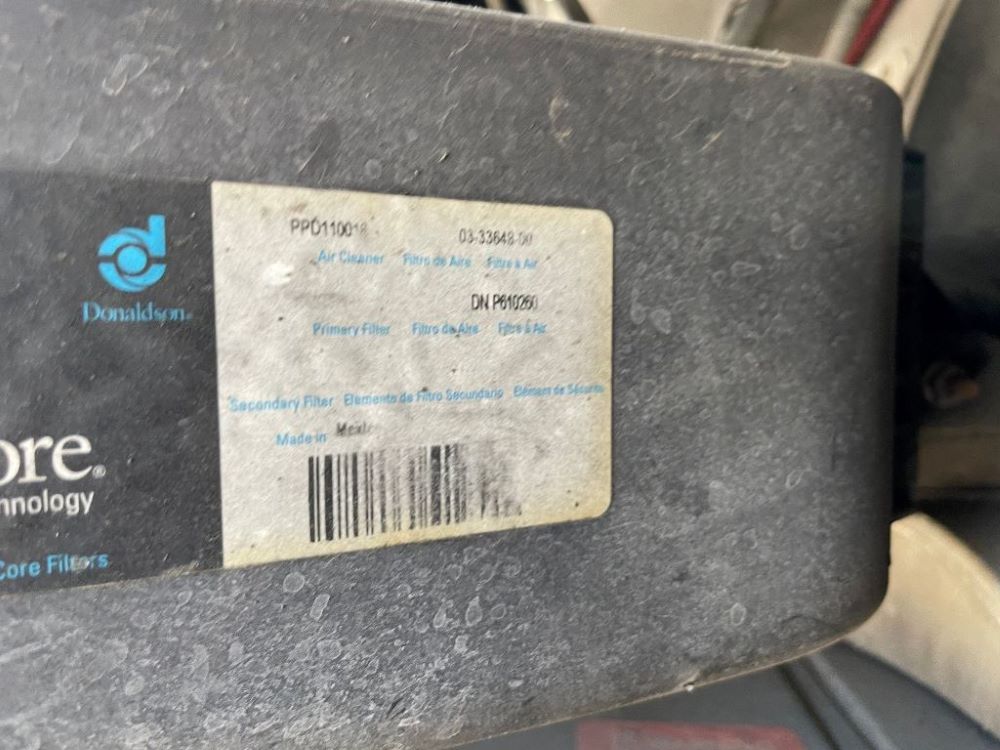 Donaldson.
ore®
hnology
Core Filters
PPD110018 03-33648-00
Air Cleaner Filtro de Aire Filtre à Air
DN P610260
Primary Filter Filtro de Aire Filtre à Air
Secondary Filter Elemento de Filtro Secundario Élément de Sécurité
Made in Mexico